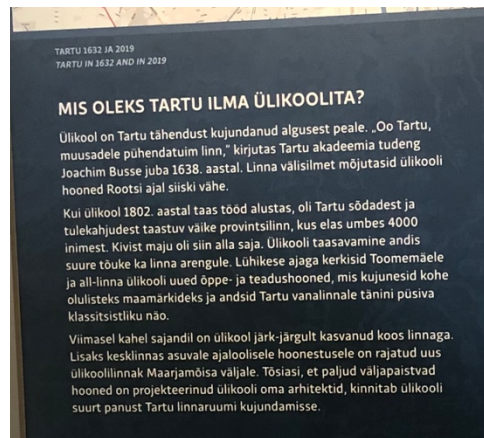 TARTU 1632 JA 2019
TARTU IN 1632 AND IN 2019
MIS OLEKS TARTU ILMA ÜLIKOOLITA?
Ülikool on Tartu tähendust kujundanud algusest peale. „Oo Tartu,
muusadele pühendatuim linn,“ kirjutas Tartu akadeemia tudeng
Joachim Busse juba 1638. aastal. Linna välisilmet mõjutasid ülikooli
hooned Rootsi ajal siiski vähe.
Kui ülikool 1802. aastal taas tööd alustas, oli Tartu sõdadest ja
tulekahjudest taastuv väike provintsilinn, kus elas umbes 4000
inimest. Kivist maju oli siin alla saja. Ülikooli taasavamine andis
suure tõuke ka linna arengule. Lühikese ajaga kerkisid Toomemäele
ja all-linna ülikooli uued õppe- ja teadushooned, mis kujunesid kohe
olulisteks maamärkideks ja andsid Tartu vanalinnale tänini püsiva
klassitsistliku näo.
Viimasel kahel sajandil on ülikool järk-järgult kasvanud koos linnaga.
Lisaks kesklinnas asuvale ajaloolisele hoonestusele on rajatud uus
ülikoolilinnak Maarjamõisa väljale. Tõsiasi, et paljud väljapaistvad
hooned on projekteerinud ülikooli oma arhitektid, kinnitab ülikooli
suurt panust Tartu linnaruumi kujundamisse.